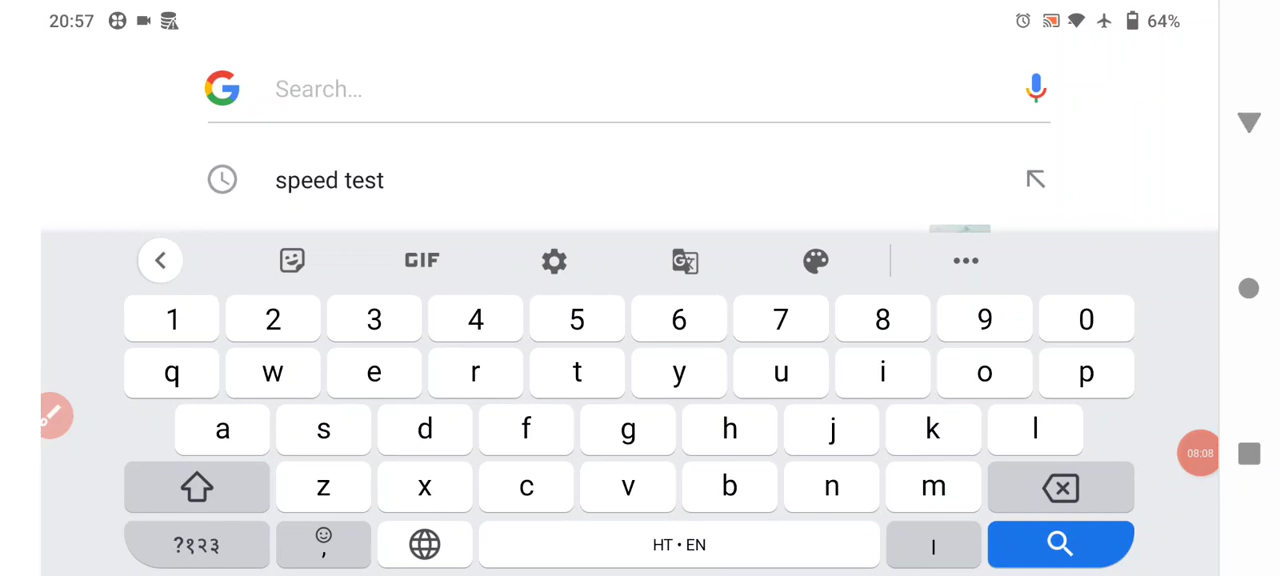 20:57 64%
Search...
speed test
GIF
1 2 3 4 5 6 7 8 9 0
q w e r t y u i o p
a s d f g h j k l
z x c v b n m
?१२३ , HT • EN ।
08:08